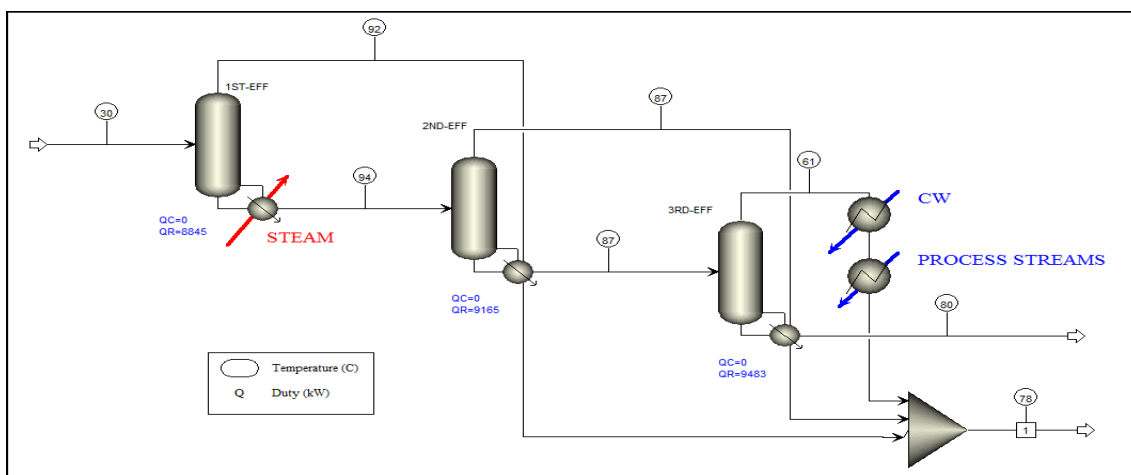 92
1ST-EFF
30
87
2ND-EFF
61
94
CW
3RD-EFF
QC=0
QR=8845
STEAM
87
PROCESS STREAMS
QC=0
QR=9165
80
QC=0
QR=9483
Temperature (C)
Q Duty (kW)
78
1